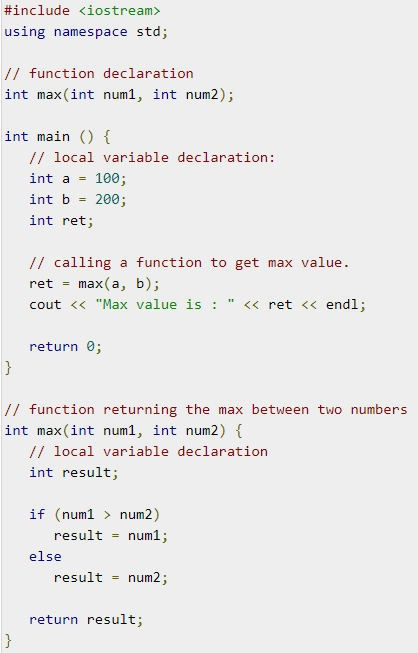 #include <iostream>
using namespace std;

// function declaration
int max(int num1, int num2);

int main () {
   // local variable declaration:
   int a = 100;
   int b = 200;
   int ret;

   // calling a function to get max value.
   ret = max(a, b);
   cout << "Max value is : " << ret << endl;

   return 0;
}

// function returning the max between two numbers
int max(int num1, int num2) {
   // local variable declaration
   int result;

   if (num1 > num2)
      result = num1;
   else
      result = num2;

   return result;
}